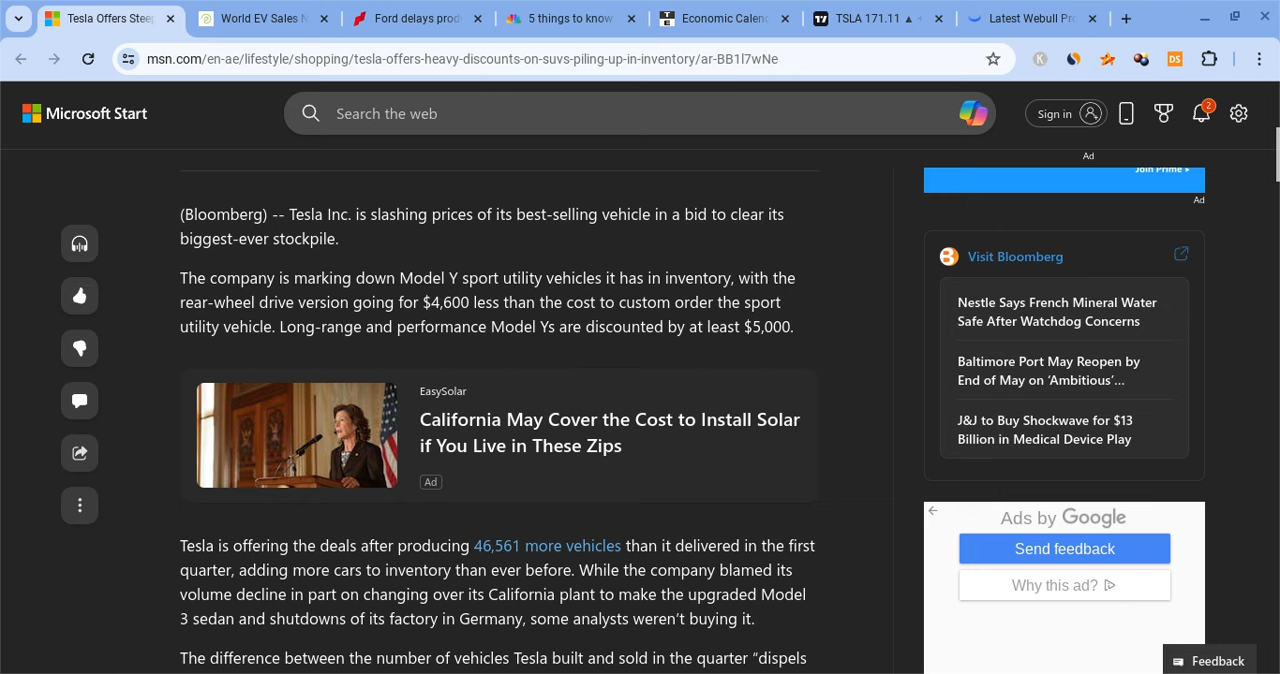 Tesla Offers Steep
World EV Sales N
Ford delays prod
5 things to know
Economic Calend
TSLA 171.11 ▲
Latest Webull Pr
msn.com/en-ae/lifestyle/shopping/tesla-offers-heavy-discounts-on-suvs-piling-up-in-inventory/ar-BB1l7wNe
Microsoft Start
Search the web
Sign in
2
Ad
Join Prime ▸
Ad
(Bloomberg) -- Tesla Inc. is slashing prices of its best-selling vehicle in a bid to clear its
biggest-ever stockpile.
The company is marking down Model Y sport utility vehicles it has in inventory, with the
rear-wheel drive version going for $4,600 less than the cost to custom order the sport
utility vehicle. Long-range and performance Model Ys are discounted by at least $5,000.
EasySolar
California May Cover the Cost to Install Solar
if You Live in These Zips
Ad
Tesla is offering the deals after producing 46,561 more vehicles than it delivered in the first
quarter, adding more cars to inventory than ever before. While the company blamed its
volume decline in part on changing over its California plant to make the upgraded Model
3 sedan and shutdowns of its factory in Germany, some analysts weren't buying it.
The difference between the number of vehicles Tesla built and sold in the quarter “dispels
Visit Bloomberg
Nestle Says French Mineral Water
Safe After Watchdog Concerns
Baltimore Port May Reopen by
End of May on ‘Ambitious’...
J&J to Buy Shockwave for $13
Billion in Medical Device Play
Ads by Google
Send feedback
Why this ad?
Feedback